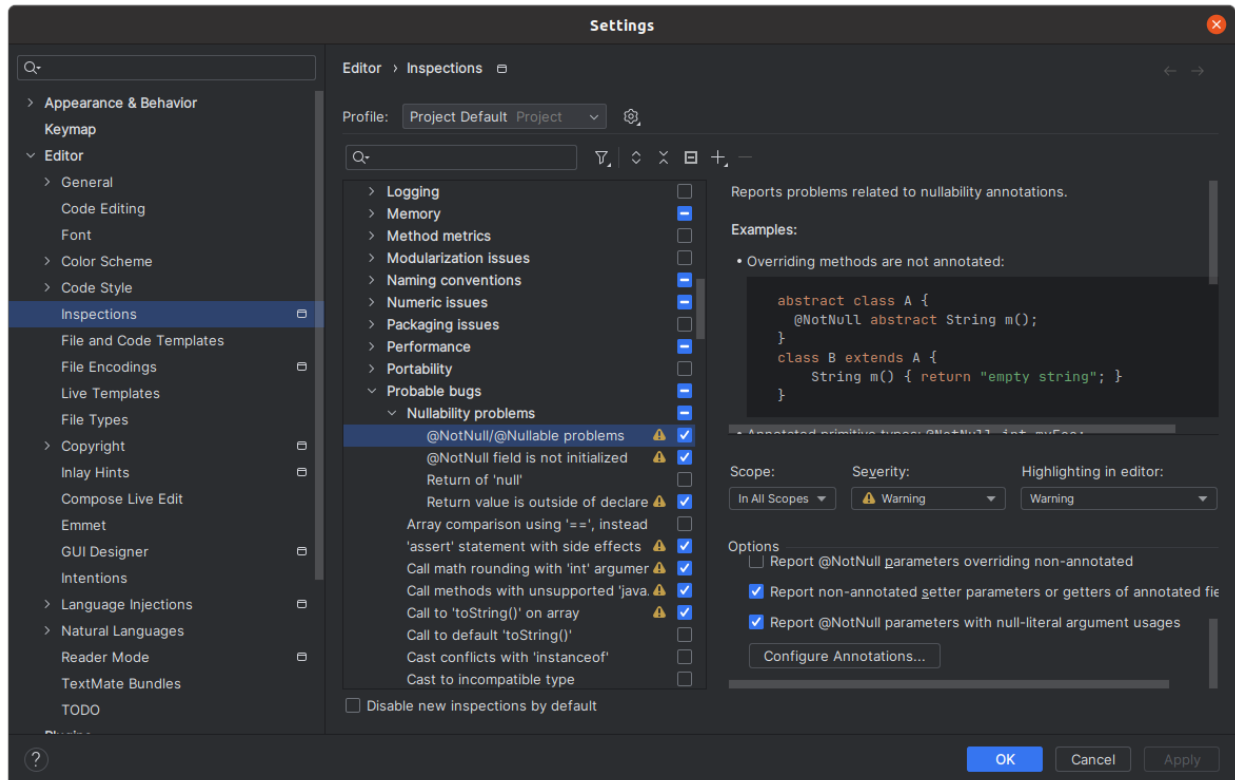 Settings
Appearance & Behavior
Keymap
Editor
General
Code Editing
Font
Color Scheme
Code Style
Inspections
File and Code Templates
File Encodings
Live Templates
File Types
Copyright
Inlay Hints
Compose Live Edit
Emmet
GUI Designer
Intentions
Language Injections
Natural Languages
Reader Mode
TextMate Bundles
TODO
Editor › Inspections
Profile: Project Default Project
Logging
Memory
Method metrics
Modularization issues
Naming conventions
Numeric issues
Packaging issues
Performance
Portability
Probable bugs
Nullability problems
@NotNull/@Nullable problems
@NotNull field is not initialized
Return of 'null'
Return value is outside of declare
Array comparison using '==', instead
'assert' statement with side effects
Call math rounding with 'int' argumer
Call methods with unsupported 'java.
Call to 'toString()' on array
Call to default 'toString()'
Cast conflicts with 'instanceof'
Cast to incompatible type
Disable new inspections by default
Reports problems related to nullability annotations.
Examples:
• Overriding methods are not annotated:
abstract class A {
@NotNull abstract String m();
}
class B extends A {
String m() { return "empty string"; }
}
• Annotated primitive types: @NotNull int myFoo;
Scope: Severity: Highlighting in editor:
In All Scopes Warning Warning
Options
Report @NotNull parameters overriding non-annotated
Report non-annotated setter parameters or getters of annotated fie
Report @NotNull parameters with null-literal argument usages
Configure Annotations...
? OK Cancel Apply